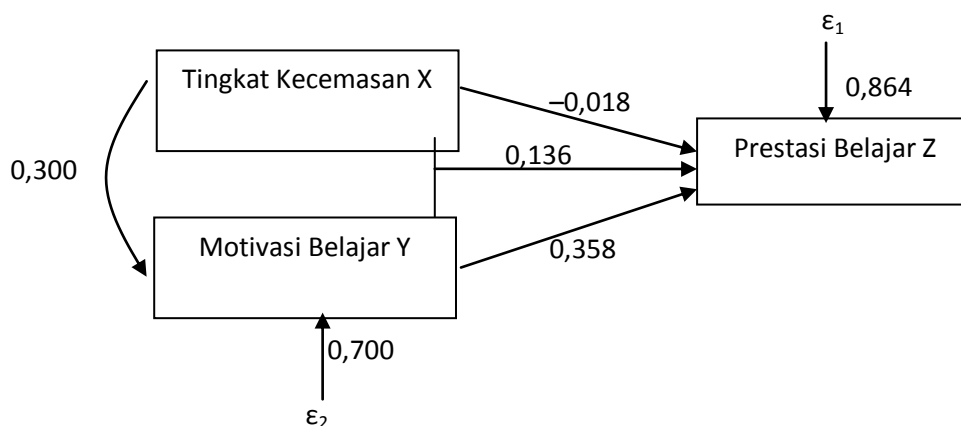 ε₁
Tingkat Kecemasan X
–0,018
0,864
Prestasi Belajar Z
0,136
0,300
Motivasi Belajar Y
0,358
0,700
ε₂